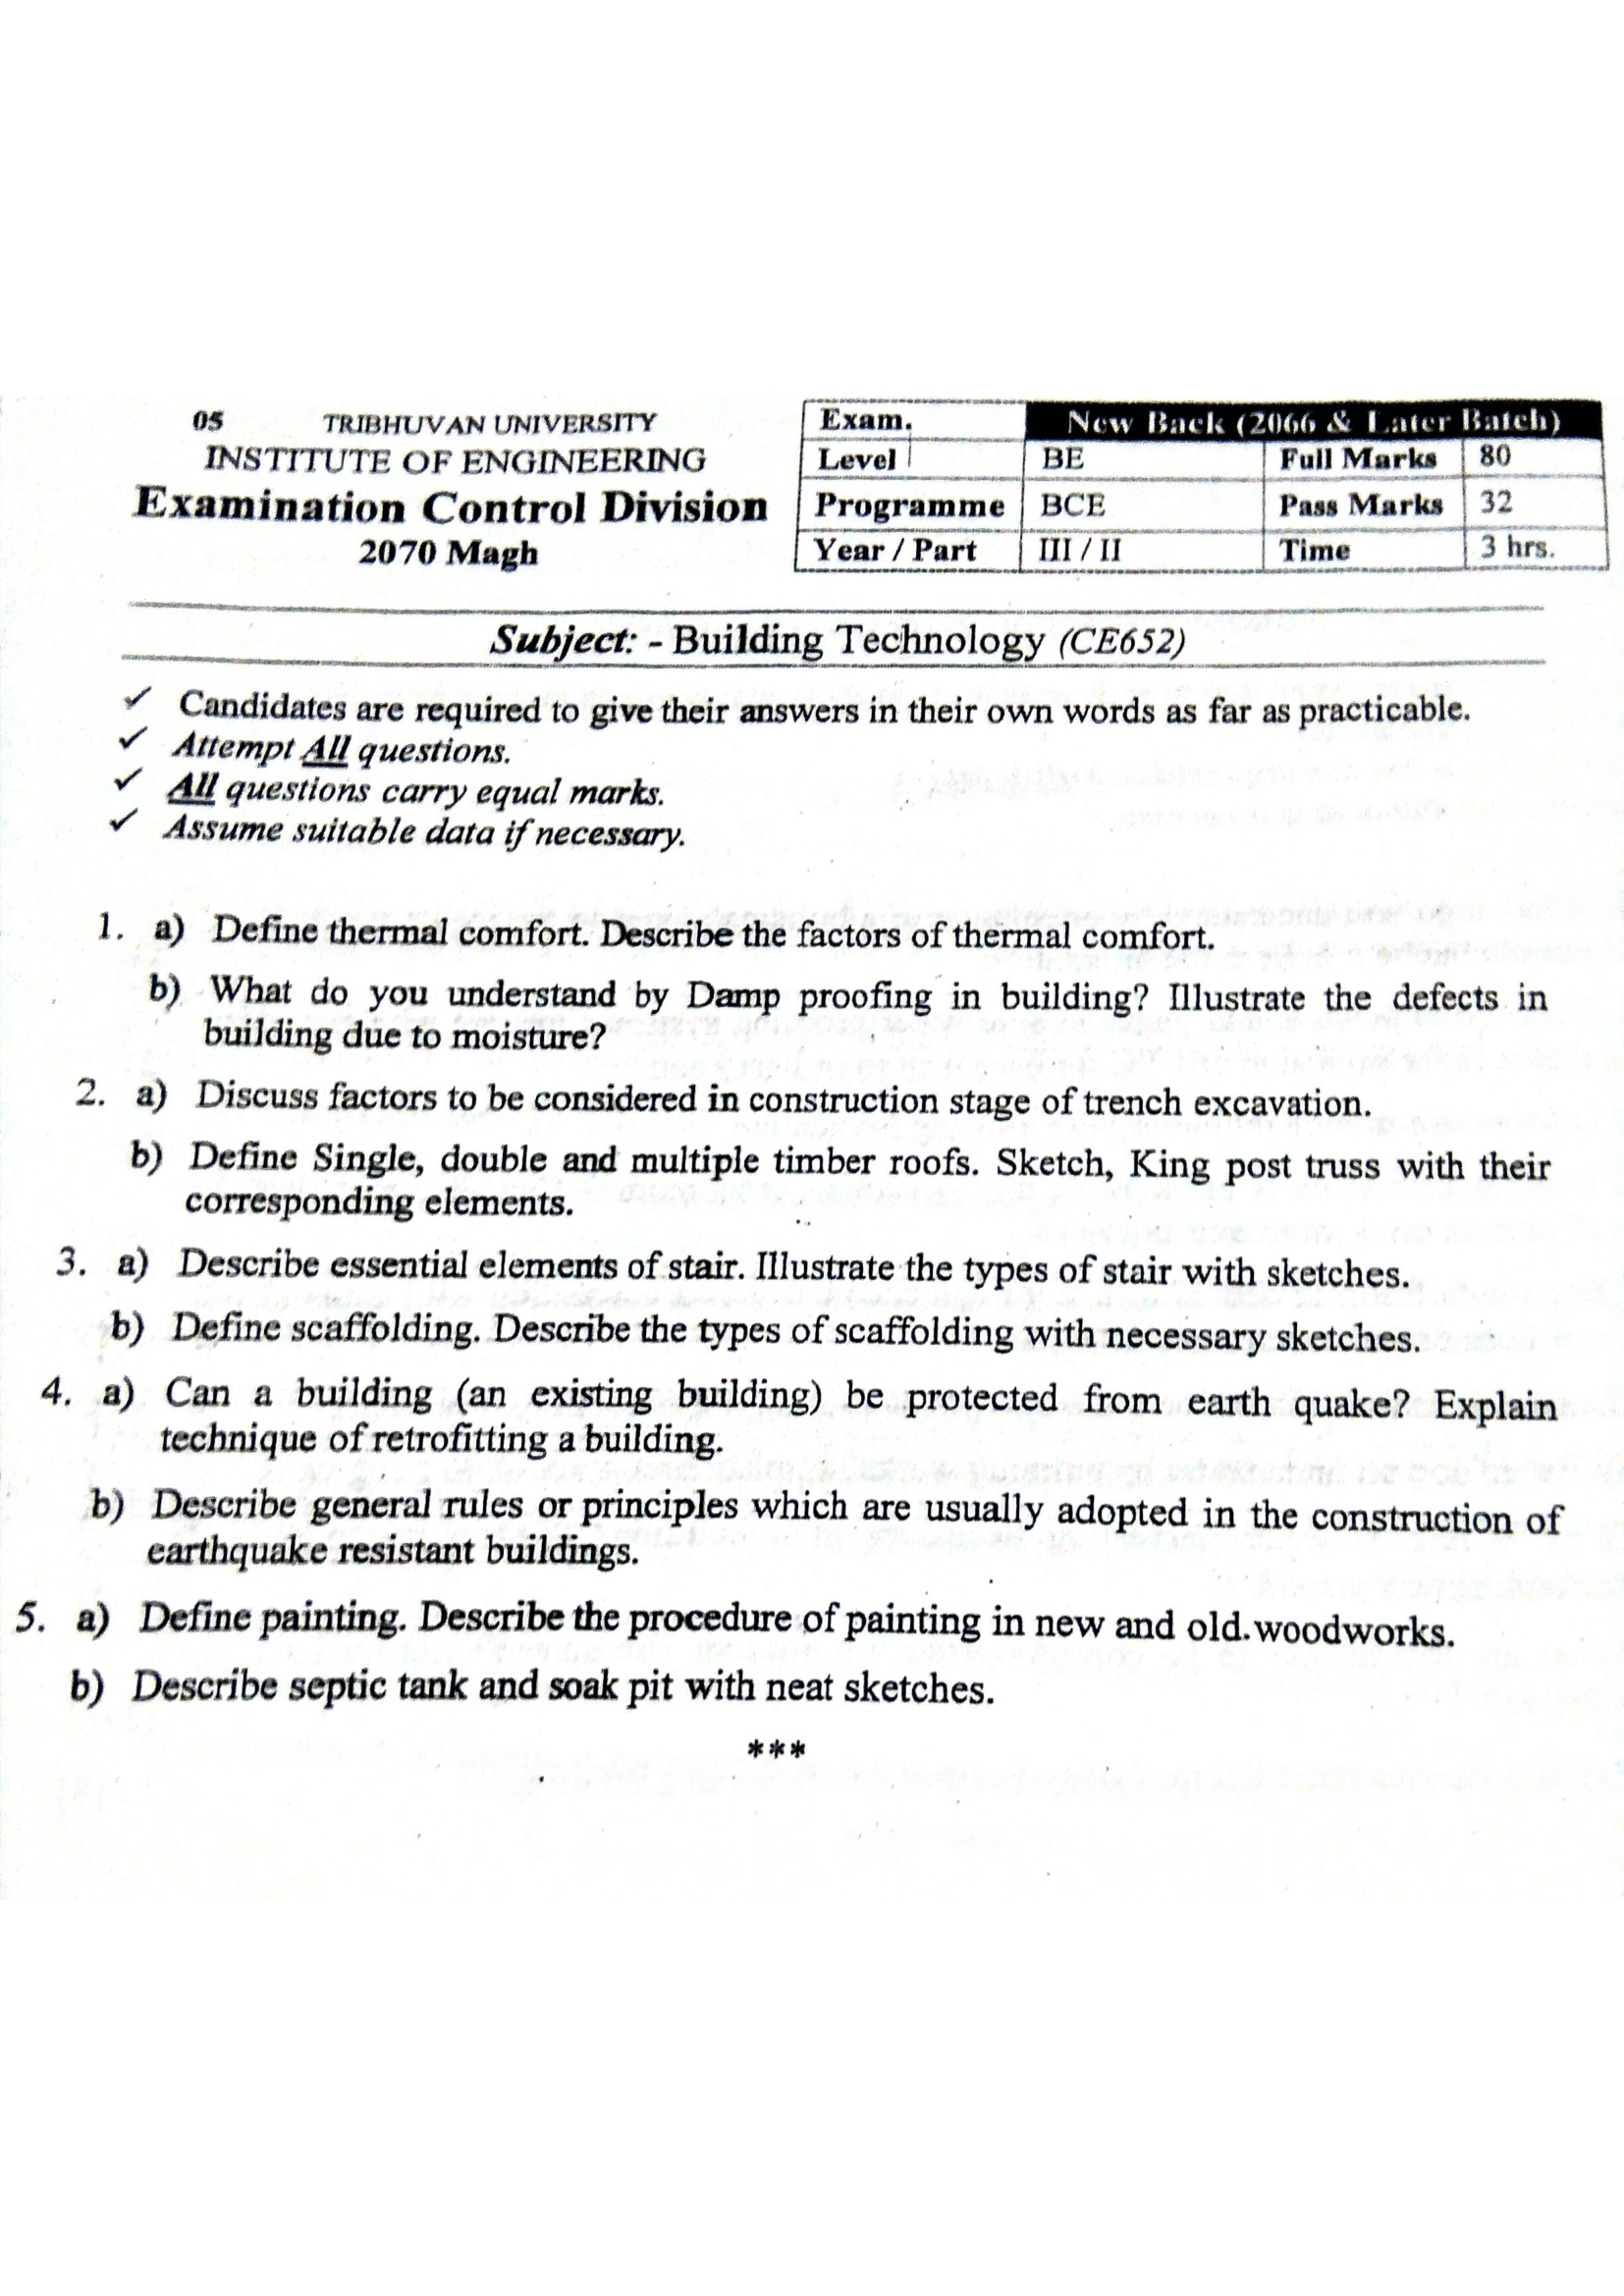 05 TRIBHUVAN UNIVERSITY
INSTITUTE OF ENGINEERING
Examination Control Division
2070 Magh
Exam. New Back (2066 & Later Batch)
Level BE Full Marks 80
Programme BCE Pass Marks 32
Year / Part III / II Time 3 hrs.
Subject: - Building Technology (CE652)
✓ Candidates are required to give their answers in their own words as far as practicable.
✓ Attempt All questions.
✓ All questions carry equal marks.
✓ Assume suitable data if necessary.
1. a) Define thermal comfort. Describe the factors of thermal comfort.
b) What do you understand by Damp proofing in building? Illustrate the defects in
building due to moisture?
2. a) Discuss factors to be considered in construction stage of trench excavation.
b) Define Single, double and multiple timber roofs. Sketch, King post truss with their
corresponding elements.
3. a) Describe essential elements of stair. Illustrate the types of stair with sketches.
b) Define scaffolding. Describe the types of scaffolding with necessary sketches.
4. a) Can a building (an existing building) be protected from earth quake? Explain
technique of retrofitting a building.
b) Describe general rules or principles which are usually adopted in the construction of
earthquake resistant buildings.
5. a) Define painting. Describe the procedure of painting in new and old.woodworks.
b) Describe septic tank and soak pit with neat sketches.
***